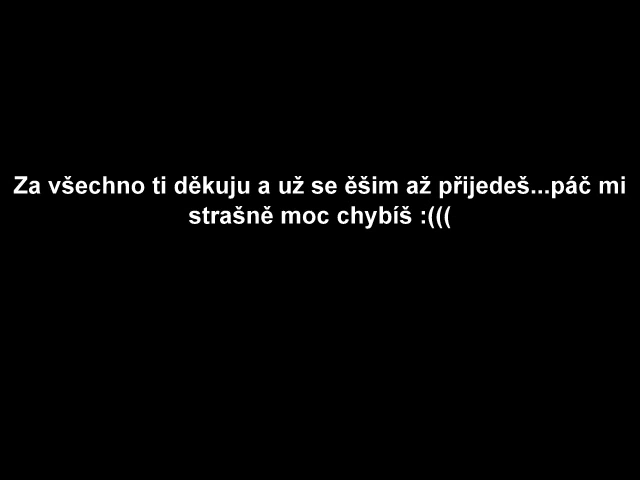 Za všechno ti děkuju a už se ěšim až přijedeš...páč mi
strašně moc chybíš :(((